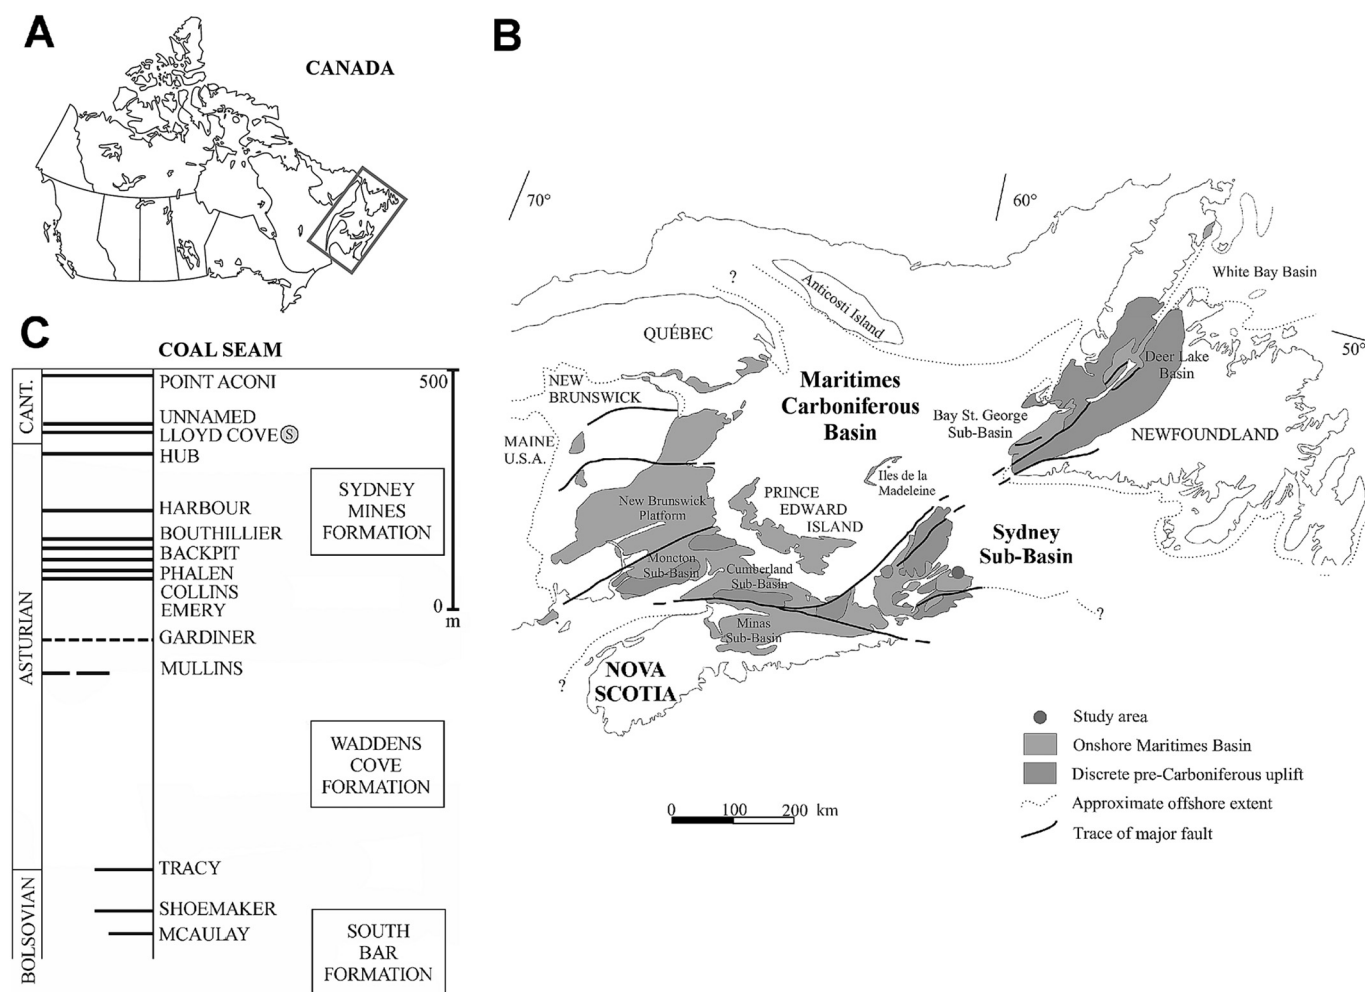 A
CANADA
B
70°
60°
50°
White Bay Basin
Anticosti Island
?
QUÉBEC
Deer Lake
Basin
NEW
BRUNSWICK
Maritimes
Carboniferous
Basin
Bay St. George
Sub-Basin
NEWFOUNDLAND
MAINE
U.S.A.
Iles de la
Madeleine
PRINCE
EDWARD
ISLAND
New Brunswick
Platform
Sydney
Sub-Basin
Moncton
Sub-Basin
Cumberland
Sub-Basin
?
Minas
Sub-Basin
NOVA
SCOTIA
?
Study area
Onshore Maritimes Basin
Discrete pre-Carboniferous uplift
Approximate offshore extent
Trace of major fault
0 100 200 km
C
COAL SEAM
CANT.
ASTURIAN
BOLSOVIAN
POINT ACONI
UNNAMED
LLOYD COVE S
HUB
HARBOUR
BOUTHILLIER
BACKPIT
PHALEN
COLLINS
EMERY
GARDINER
MULLINS
TRACY
SHOEMAKER
MCAULAY
500
0
m
SYDNEY
MINES
FORMATION
WADDENS
COVE
FORMATION
SOUTH
BAR
FORMATION